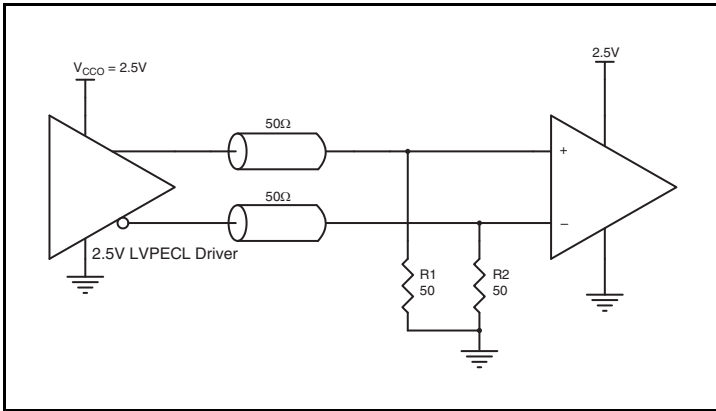 V_CCO = 2.5V
2.5V
50Ω
+
50Ω
–
2.5V LVPECL Driver
R1
50
R2
50